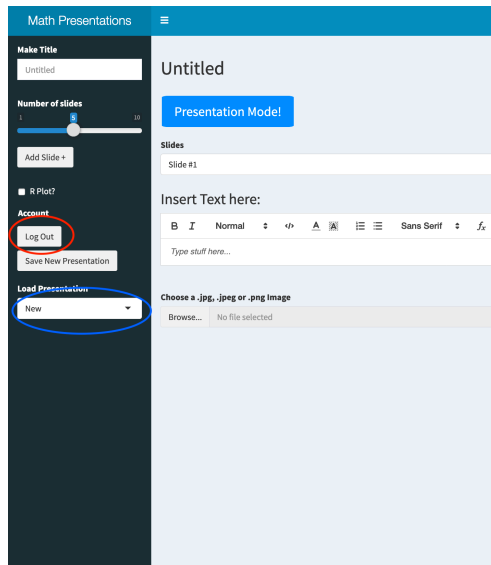 Math Presentations
Make Title
Untitled
Number of slides
1 5 10
Add Slide +
R Plot?
Account
Log Out
Save New Presentation
Load Presentation
New
Untitled
Presentation Mode!
Slides
Slide #1
Insert Text here:
B I Normal </> A A Sans Serif fx
Type stuff here...
Choose a .jpg, .jpeg or .png Image
Browse... No file selected